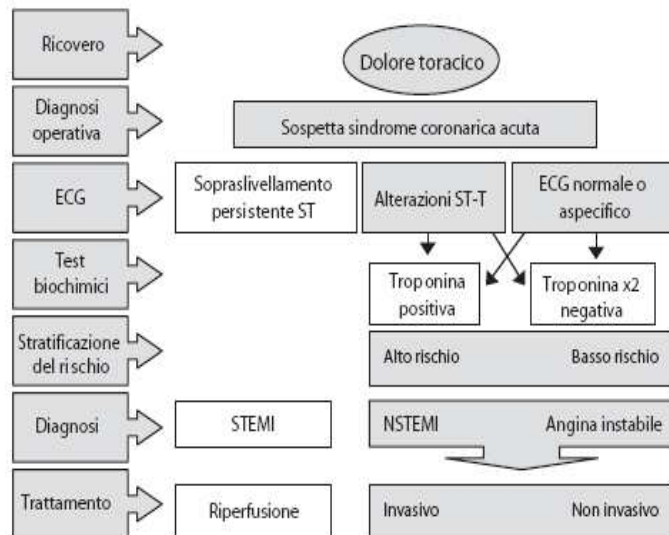 Ricovero
Dolore toracico
Diagnosi
operativa
Sospetta sindrome coronarica acuta
ECG
Sopraslivellamento
persistente ST
Alterazioni ST-T
ECG normale o
aspecifico
Test
biochimici
Troponina
positiva
Troponina x2
negativa
Stratificazione
del rischio
Alto rischio
Basso rischio
Diagnosi
STEMI
NSTEMI
Angina instabile
Trattamento
Riperfusione
Invasivo
Non invasivo